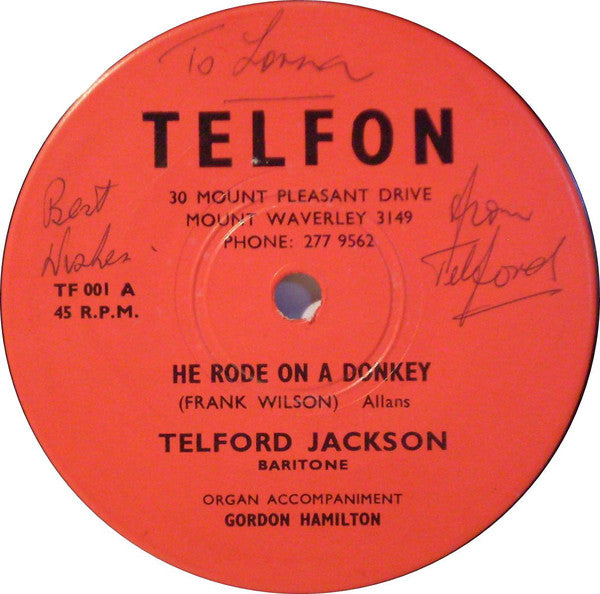 To Lorna
TELFON
30 MOUNT PLEASANT DRIVE
MOUNT WAVERLEY 3149
PHONE: 277 9562
Best
Wishes
from
Telford
TF 001 A
45 R.P.M.
HE RODE ON A DONKEY
(FRANK WILSON) Allans
TELFORD JACKSON
BARITONE
ORGAN ACCOMPANIMENT
GORDON HAMILTON